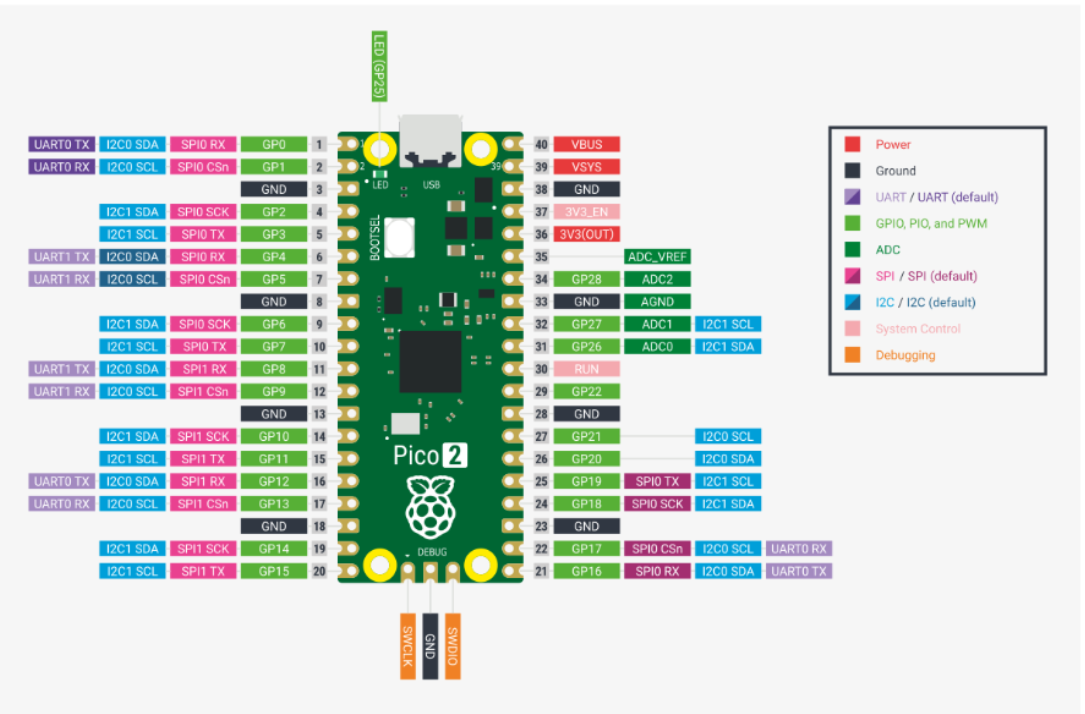 LED (GP25)
UART0 TX I2C0 SDA SPI0 RX GP0 1 1 40 VBUS
UART0 RX I2C0 SCL SPI0 CSn GP1 2 2 39 39 VSYS
GND 3 LED USB 38 GND
I2C1 SDA SPI0 SCK GP2 4 37 3V3_EN
I2C1 SCL SPI0 TX GP3 5 BOOTSEL 36 3V3(OUT)
UART1 TX I2C0 SDA SPI0 RX GP4 6 35 ADC_VREF
UART1 RX I2C0 SCL SPI0 CSn GP5 7 34 GP28 ADC2
GND 8 33 GND AGND
I2C1 SDA SPI0 SCK GP6 9 32 GP27 ADC1 I2C1 SCL
I2C1 SCL SPI0 TX GP7 10 31 GP26 ADC0 I2C1 SDA
UART1 TX I2C0 SDA SPI1 RX GP8 11 30 RUN
UART1 RX I2C0 SCL SPI1 CSn GP9 12 29 GP22
GND 13 28 GND
I2C1 SDA SPI1 SCK GP10 14 27 GP21 I2C0 SCL
I2C1 SCL SPI1 TX GP11 15 Pico 2 26 GP20 I2C0 SDA
UART0 TX I2C0 SDA SPI1 RX GP12 16 25 GP19 SPI0 TX I2C1 SCL
UART0 RX I2C0 SCL SPI1 CSn GP13 17 24 GP18 SPI0 SCK I2C1 SDA
GND 18 23 GND
I2C1 SDA SPI1 SCK GP14 19 DEBUG 22 GP17 SPI0 CSn I2C0 SCL UART0 RX
I2C1 SCL SPI1 TX GP15 20 21 GP16 SPI0 RX I2C0 SDA UART0 TX
SWCLK GND SWDIO
Power
Ground
UART / UART (default)
GPIO, PIO, and PWM
ADC
SPI / SPI (default)
I2C / I2C (default)
System Control
Debugging